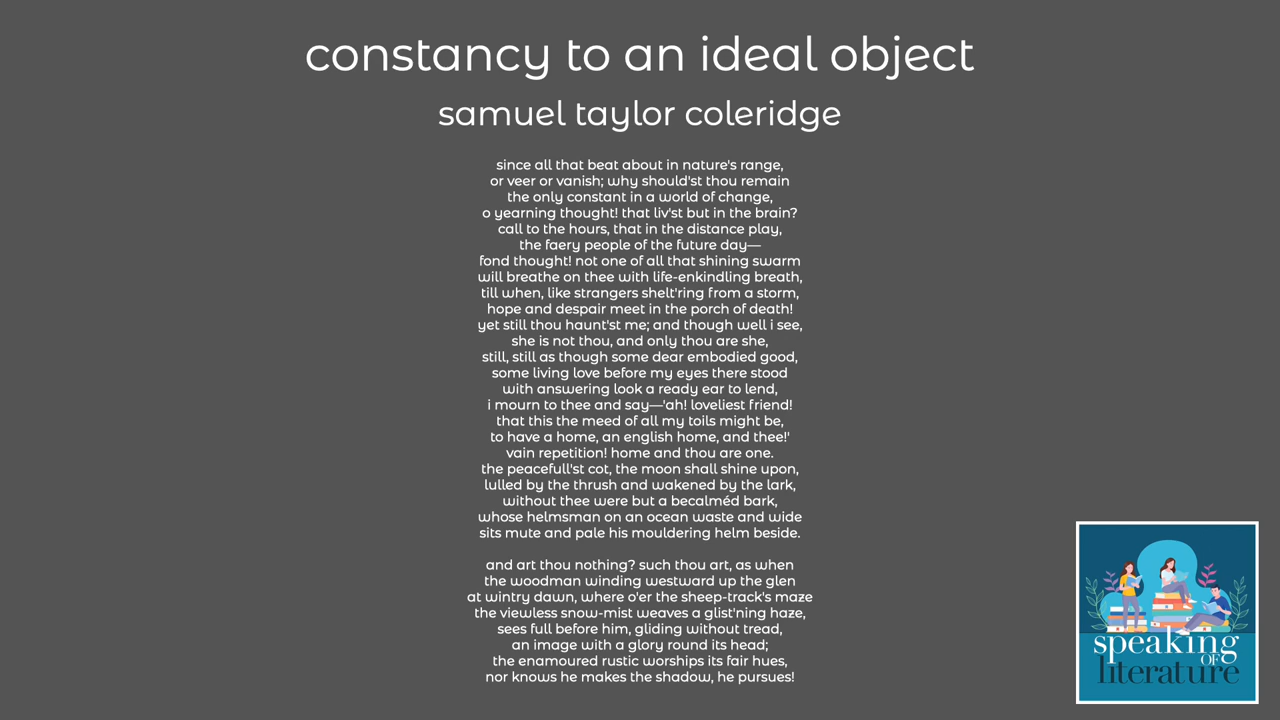 constancy to an ideal object
samuel taylor coleridge
since all that beat about in nature's range,
or veer or vanish; why should'st thou remain
the only constant in a world of change,
o yearning thought! that liv'st but in the brain?
call to the hours, that in the distance play,
the faery people of the future day—
fond thought! not one of all that shining swarm
will breathe on thee with life-enkindling breath,
till when, like strangers shelt'ring from a storm,
hope and despair meet in the porch of death!
yet still thou haunt'st me; and though well i see,
she is not thou, and only thou are she,
still, still as though some dear embodied good,
some living love before my eyes there stood
with answering look a ready ear to lend,
i mourn to thee and say—'ah! loveliest friend!
that this the meed of all my toils might be,
to have a home, an english home, and thee!'
vain repetition! home and thou are one.
the peacefull'st cot, the moon shall shine upon,
lulled by the thrush and wakened by the lark,
without thee were but a becalméd bark,
whose helmsman on an ocean waste and wide
sits mute and pale his mouldering helm beside.
and art thou nothing? such thou art, as when
the woodman winding westward up the glen
at wintry dawn, where o'er the sheep-track's maze
the viewless snow-mist weaves a glist'ning haze,
sees full before him, gliding without tread,
an image with a glory round its head;
the enamoured rustic worships its fair hues,
nor knows he makes the shadow, he pursues!
speaking
OF
literature